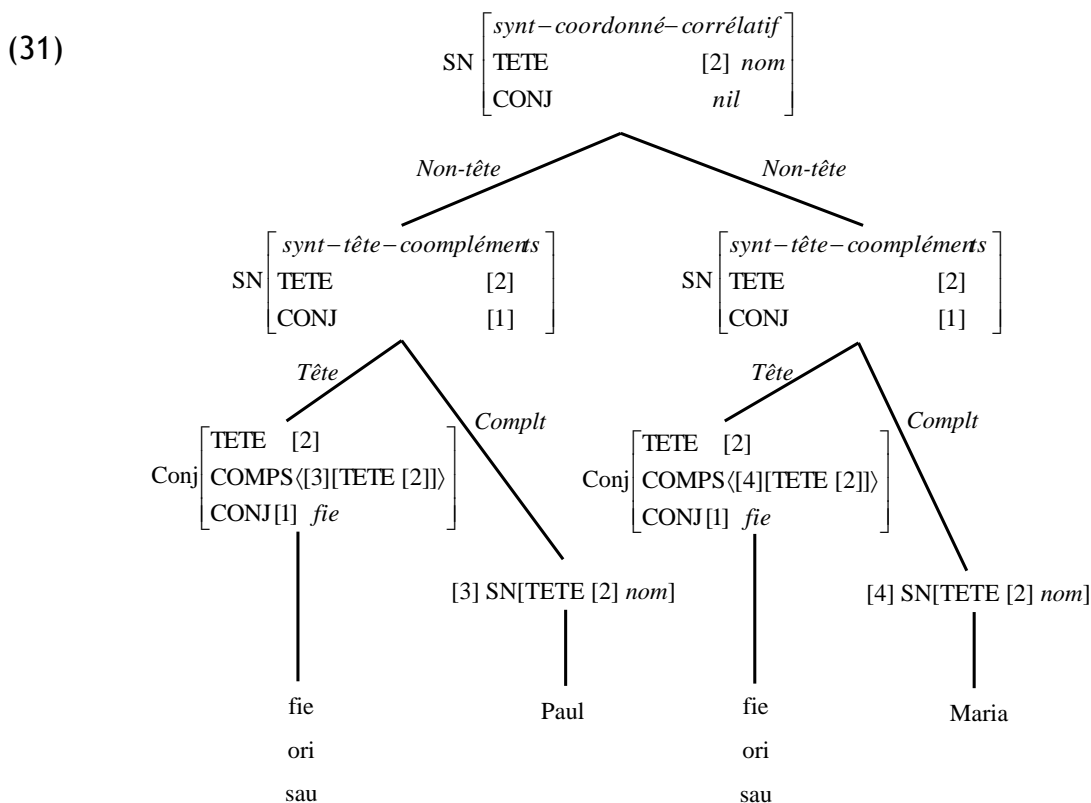 (31)
synt–coordonné–corrélatif
SN TETE [2] nom
CONJ nil
Non-tête Non-tête
synt–tête–coompléments synt–tête–coompléments
SN TETE [2] SN TETE [2]
CONJ [1] CONJ [1]
Tête Tête
Complt Complt
TETE [2] TETE [2]
Conj COMPS⟨[3][TETE [2]]⟩ Conj COMPS⟨[4][TETE [2]]⟩
CONJ[1] fie CONJ[1] fie
[3] SN[TETE [2] nom] [4] SN[TETE [2] nom]
fie Paul fie Maria
ori ori
sau sau